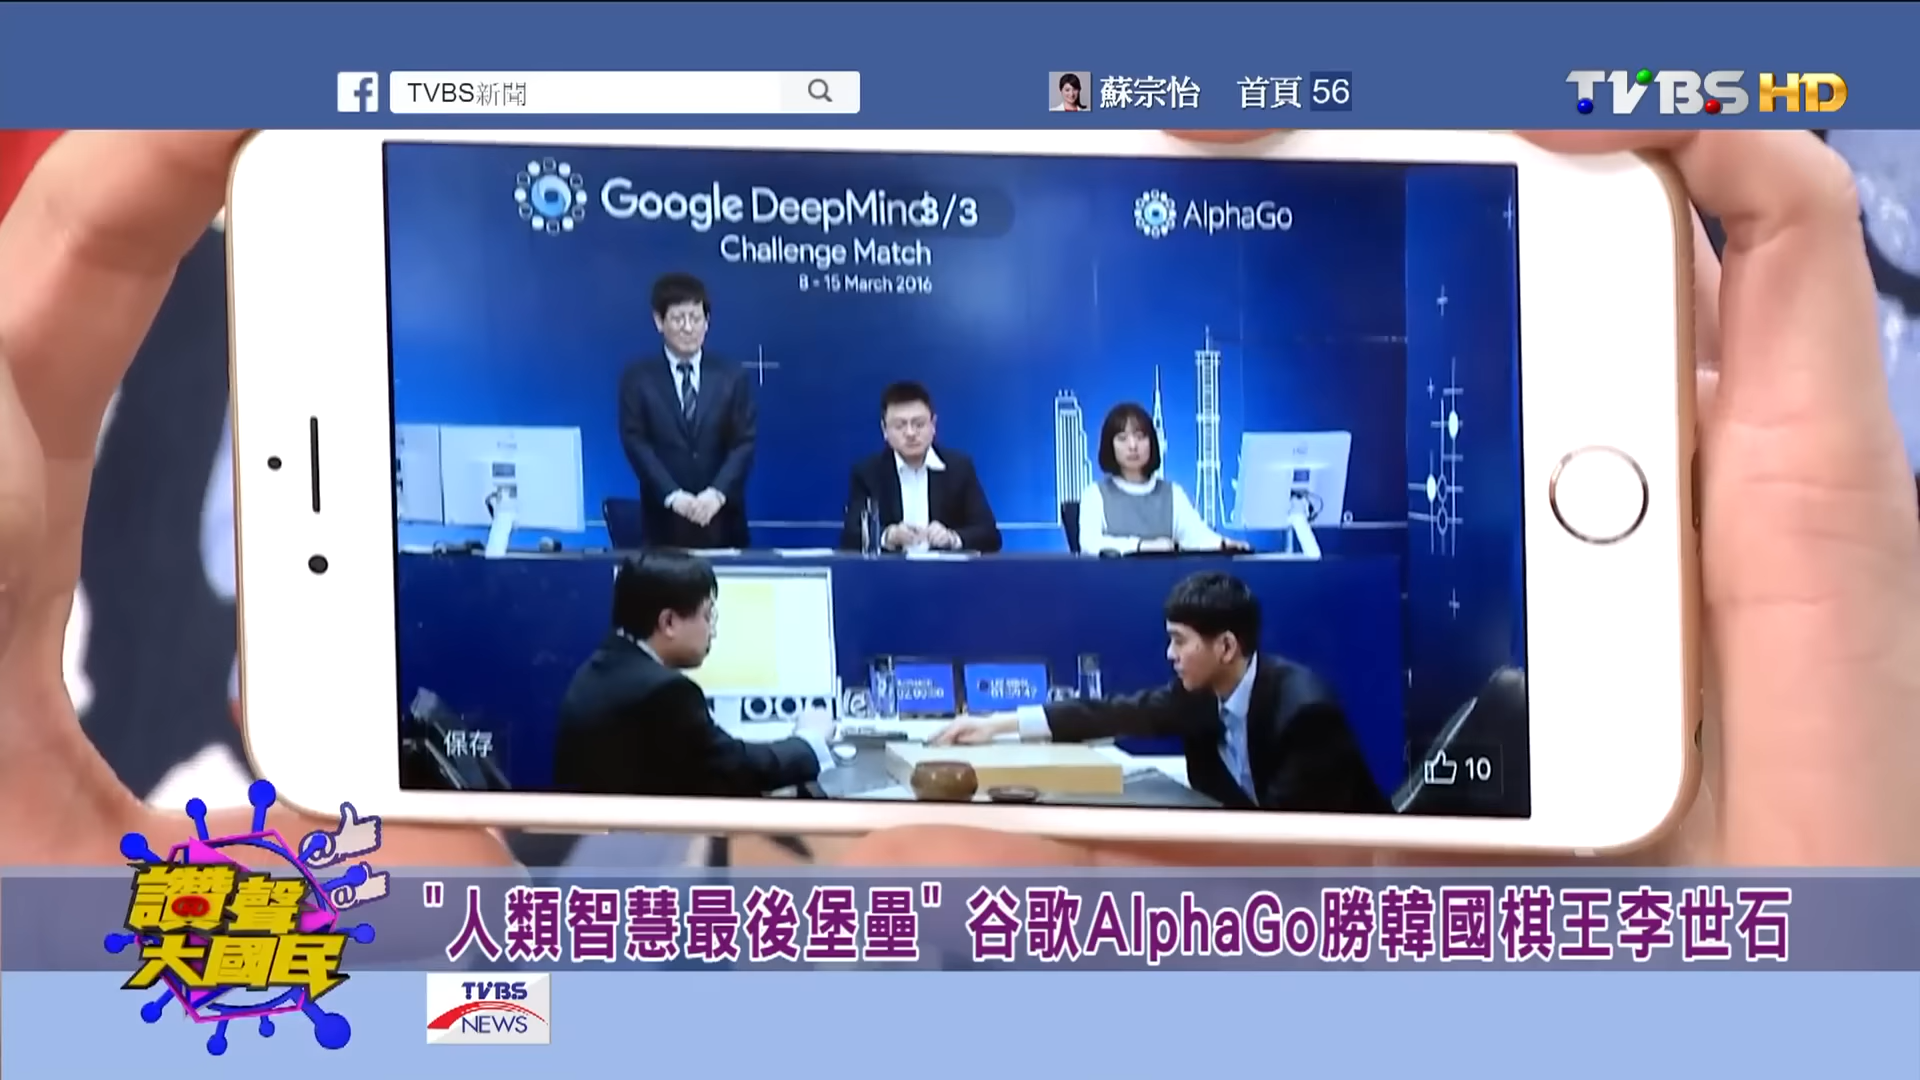 TVBS新聞
蘇宗怡
首頁 56
TVBS HD
Google DeepMind
3/3
Challenge Match
8 - 15 March 2016
AlphaGo
保存
10
讚聲
大國民
"人類智慧最後堡壘" 谷歌AlphaGo勝韓國棋王李世石
TVBS
NEWS